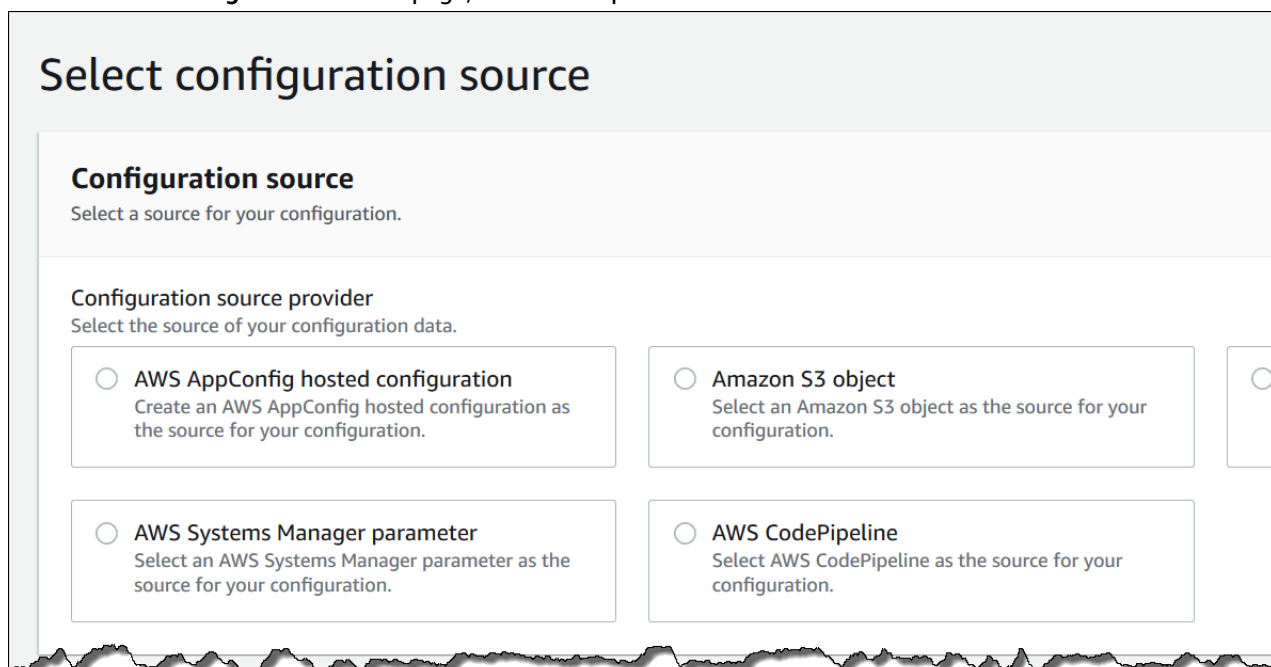 Select configuration source
Configuration source
Select a source for your configuration.
Configuration source provider
Select the source of your configuration data.
AWS AppConfig hosted configuration
Create an AWS AppConfig hosted configuration as
the source for your configuration.
Amazon S3 object
Select an Amazon S3 object as the source for your
configuration.
AWS Systems Manager parameter
Select an AWS Systems Manager parameter as the
source for your configuration.
AWS CodePipeline
Select AWS CodePipeline as the source for your
configuration.